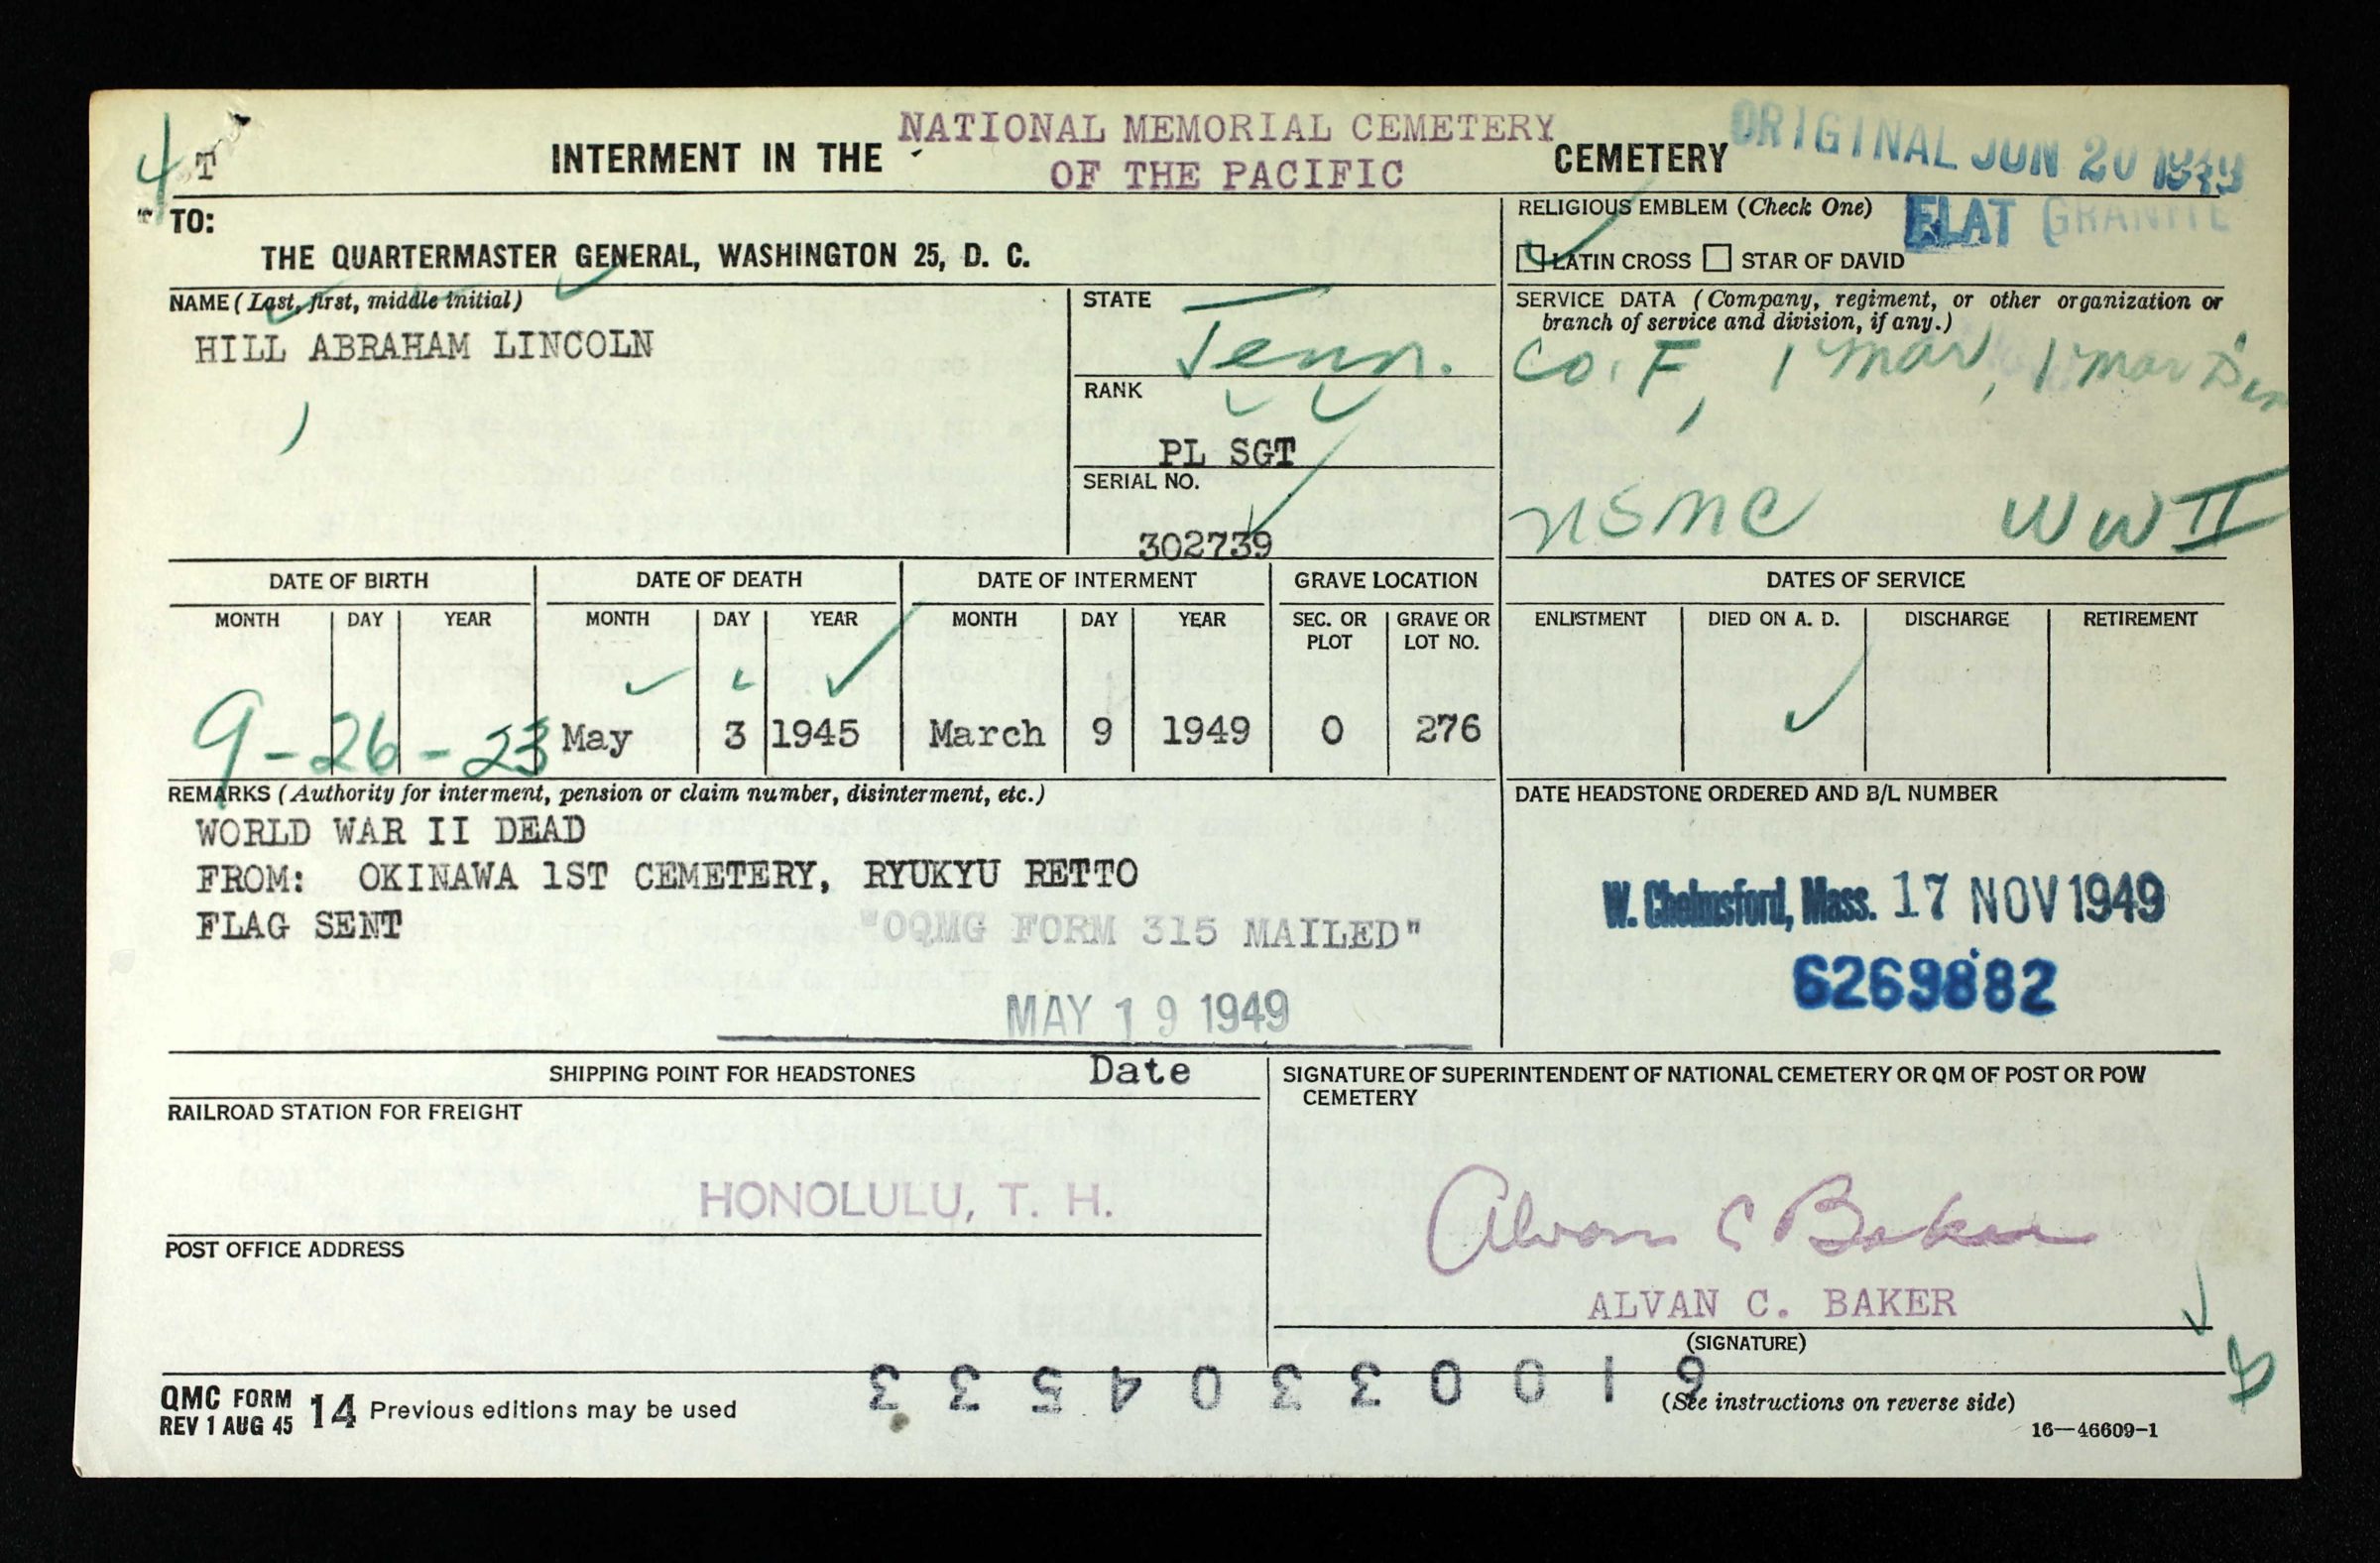 4 T
INTERMENT IN THE NATIONAL MEMORIAL CEMETERY OF THE PACIFIC CEMETERY
ORIGINAL JUN 20 1949
TO:
THE QUARTERMASTER GENERAL, WASHINGTON 25, D. C.
RELIGIOUS EMBLEM (Check One)
FLAT GRANITE
LATIN CROSS STAR OF DAVID
NAME (Last, first, middle initial)
HILL ABRAHAM LINCOLN
STATE
Tenn.
RANK
PL SGT
SERIAL NO.
302739
SERVICE DATA (Company, regiment, or other organization or
branch of service and division, if any.)
Co. F, 1 Mar, 1 Mar Div
USMC WW II
DATE OF BIRTH DATE OF DEATH DATE OF INTERMENT GRAVE LOCATION DATES OF SERVICE
MONTH DAY YEAR MONTH DAY YEAR MONTH DAY YEAR SEC. OR PLOT GRAVE OR LOT NO. ENLISTMENT DIED ON A. D. DISCHARGE RETIREMENT
9-26-23 May 3 1945 March 9 1949 0 276
REMARKS (Authority for interment, pension or claim number, disinterment, etc.)
WORLD WAR II DEAD
FROM: OKINAWA 1ST CEMETERY, RYUKYU RETTO
FLAG SENT
"OQMG FORM 315 MAILED"
MAY 19 1949
Date
DATE HEADSTONE ORDERED AND B/L NUMBER
W. Chelmsford, Mass. 17 NOV 1949
6269882
SHIPPING POINT FOR HEADSTONES
RAILROAD STATION FOR FREIGHT
HONOLULU, T. H.
POST OFFICE ADDRESS
SIGNATURE OF SUPERINTENDENT OF NATIONAL CEMETERY OR QM OF POST OR POW
CEMETERY
Alvan C Baker
ALVAN C. BAKER
(SIGNATURE)
61003304533
QMC FORM 14 Previous editions may be used
REV 1 AUG 45
(See instructions on reverse side)
16—46609-1